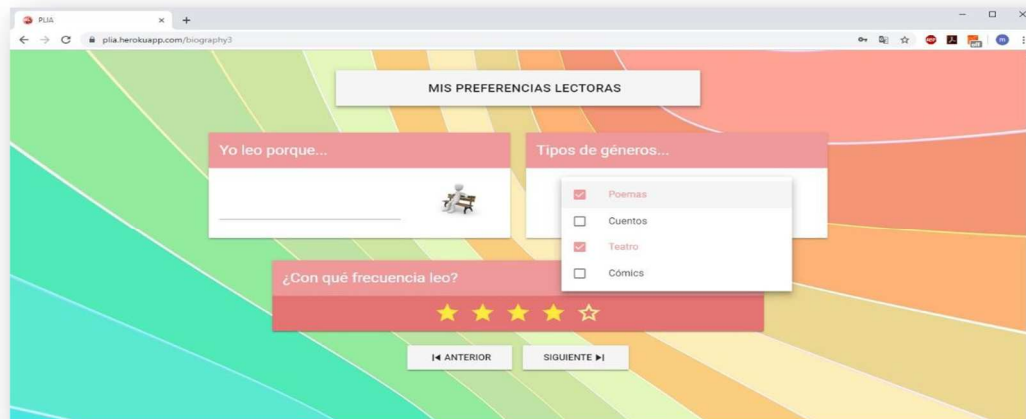 PLIA
plia.herokuapp.com/biography3
MIS PREFERENCIAS LECTORAS
Yo leo porque...
Tipos de géneros...
Poemas
Cuentos
Teatro
Cómics
¿Con qué frecuencia leo?
ANTERIOR
SIGUIENTE